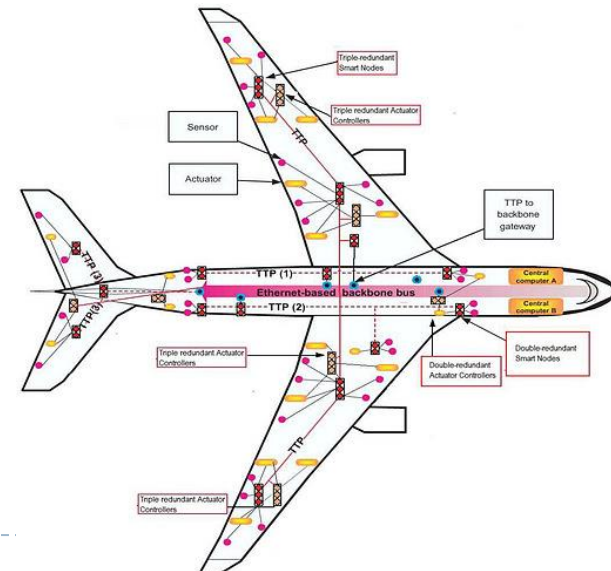 Triple-redundant
Smart Nodes
Triple redundant Actuator
Controllers
TTP
Sensor
Actuator
TTP to
backbone
gateway
TTP (3)
TTP (1)
Central
computer A
Ethernet-based backbone bus
TTP(3)
TTP (2)
Central
computer B
Triple redundant Actuator
Controllers
Double-redundant
Actuator Controllers
Double-redundant
Smart Nodes
TTP
Triple redundant Actuator
Controllers